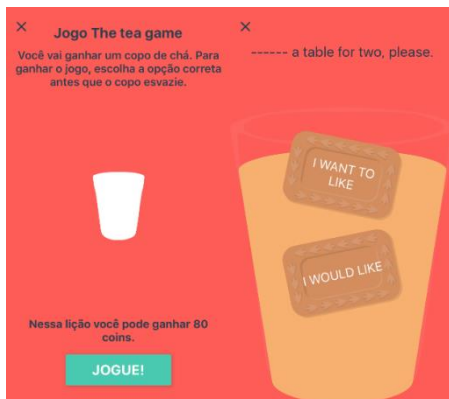 ×
Jogo The tea game
Você vai ganhar um copo de chá. Para
ganhar o jogo, escolha a opção correta
antes que o copo esvazie.
Nessa lição você pode ganhar 80
coins.
JOGUE!
×
------ a table for two, please.
I WANT TO
LIKE
I WOULD LIKE